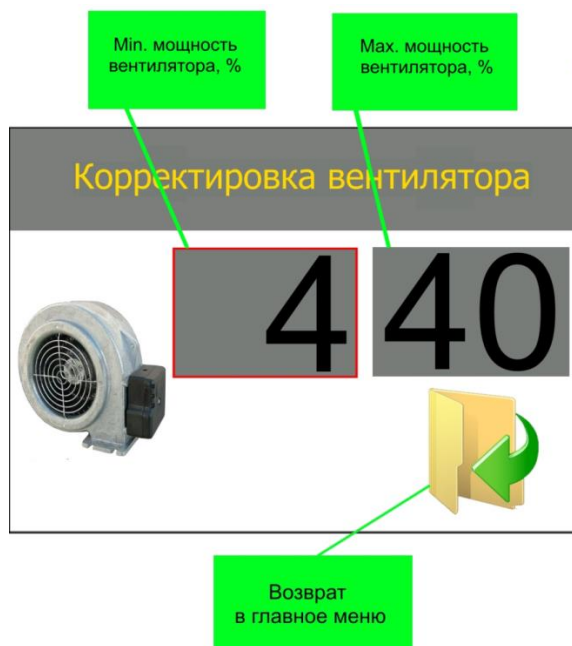 Min. мощность
вентилятора, %
Max. мощность
вентилятора, %
Корректировка вентилятора
4
40
Возврат
в главное меню